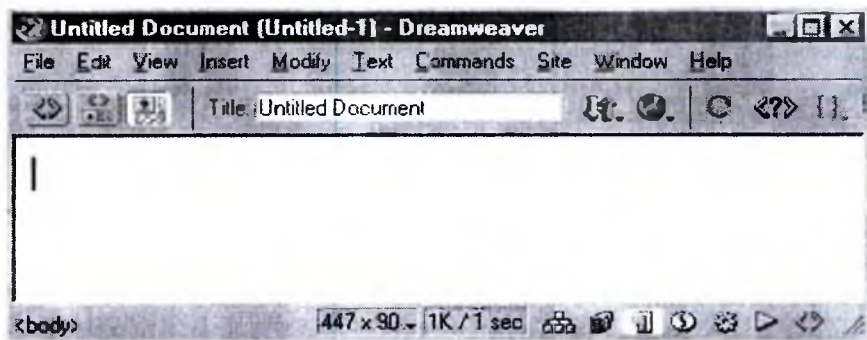 Untitled Document (Untitled-1) - Dreamweaver
File Edit View Insert Modify Text Commands Site Window Help
Title: Untitled Document <?> { }
<body> 447 x 90 1K / 1 sec